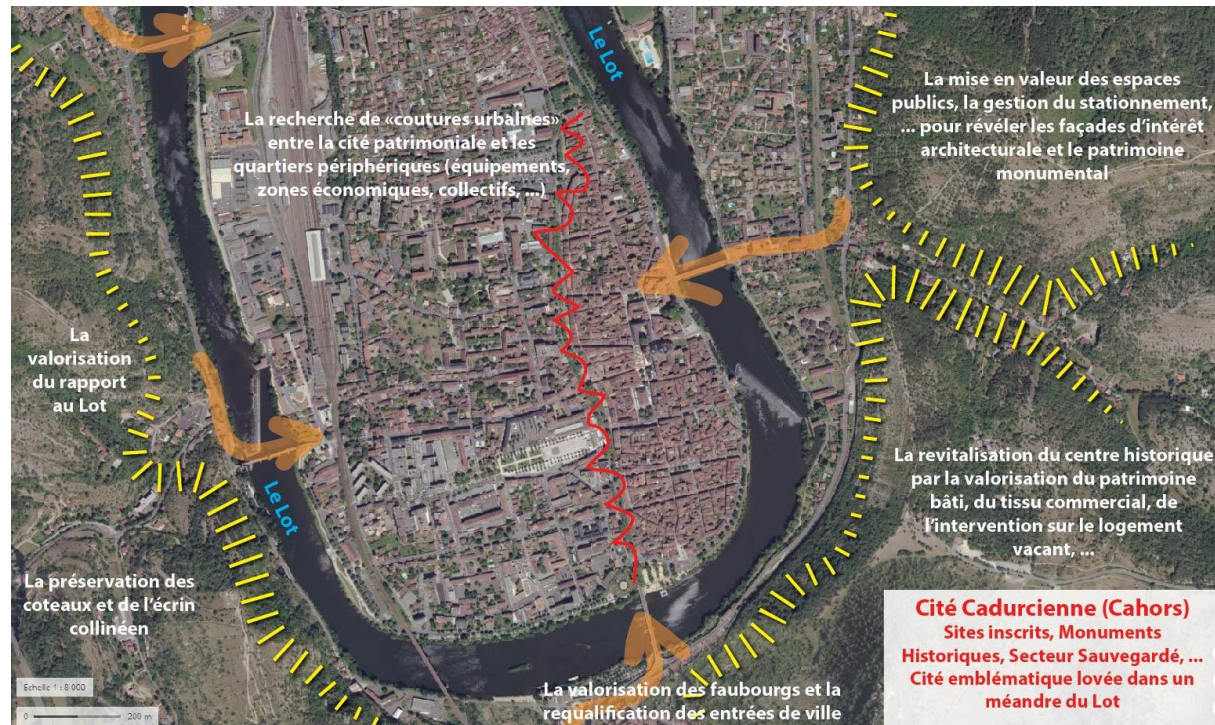 Le Lot
La mise en valeur des espaces
publics, la gestion du stationnement,
... pour révéler les façades d'intérêt
architecturale et le patrimoine
monumental
La recherche de «coutures urbaines»
entre la cité patrimoniale et les
quartiers périphériques (équipements,
zones économiques, collectifs, ...)
La
valorisation
du rapport
au Lot
Le Lot
La revitalisation du centre historique
par la valorisation du patrimoine
bâti, du tissu commercial, de
l'intervention sur le logement
vacant, ...
La préservation des
coteaux et de l'écrin
collinéen
Cité Cadurcienne (Cahors)
Sites inscrits, Monuments
Historiques, Secteur Sauvegardé, ...
Cité emblématique lovée dans un
méandre du Lot
La valorisation des faubourgs et la
requalification des entrées de ville
Echelle 1 : 8 000
0 200 m